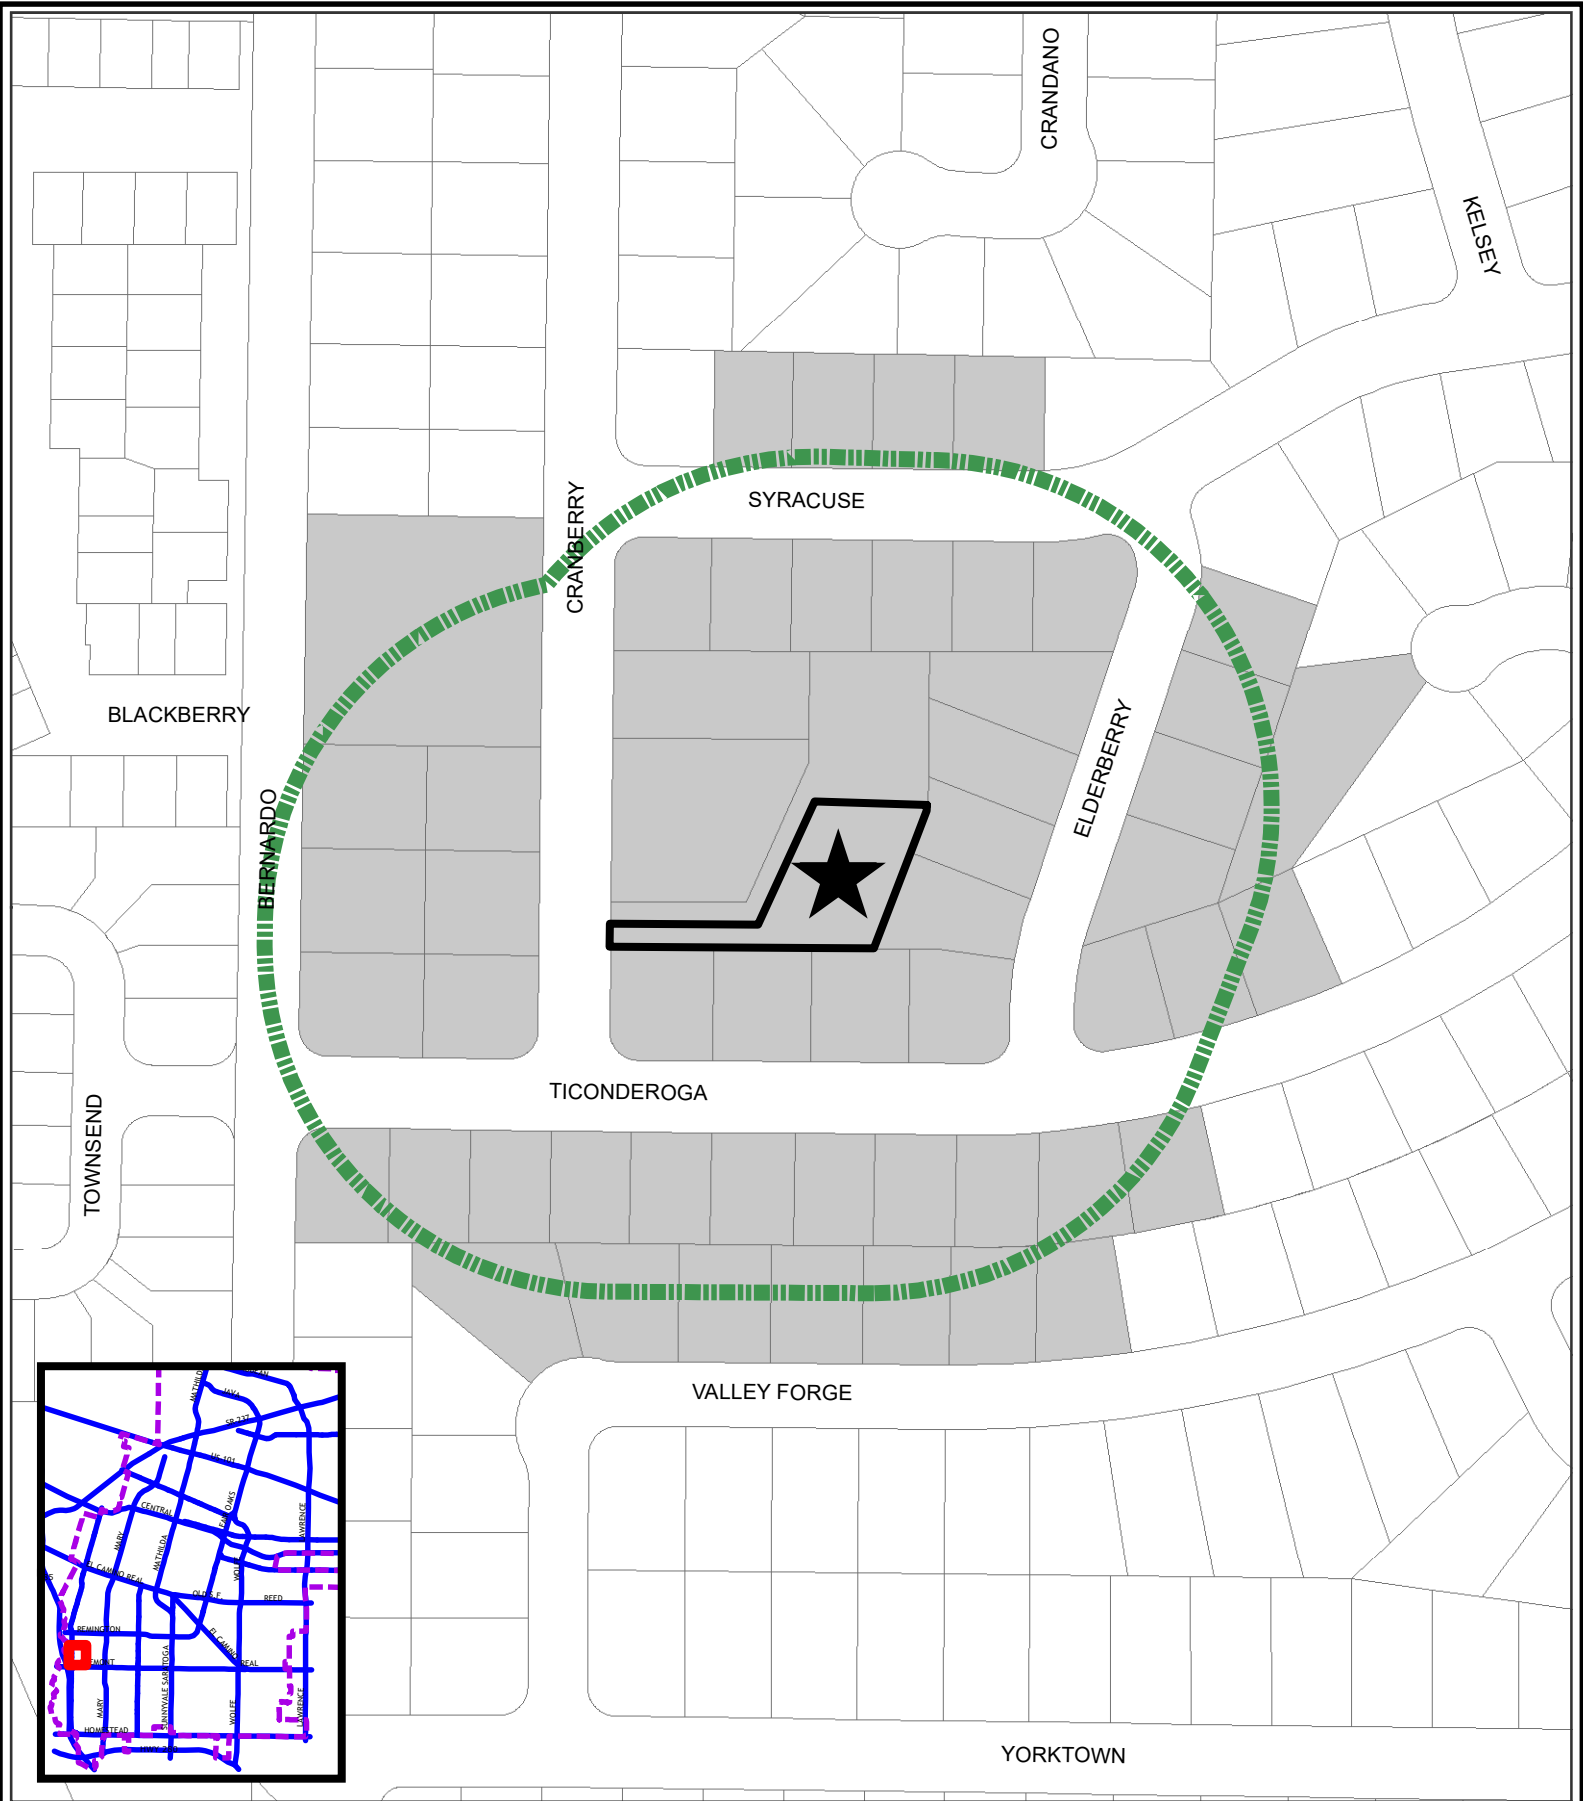 CRANDANO
KELSEY
SYRACUSE
CRANBERRY
BLACKBERRY
ELDERBERRY
BERNARDO
TICONDEROGA
TOWNSEND
VALLEY FORGE
YORKTOWN
MATHILD
JAVA
SR-237
US-101
CENTRAL
FAIR OAKS
LAWRENCE
MARY
MATHILDA
WOLFE
EL CAMINO REAL
OLD S.F.
REED
REMINGTON
EL CAMINO REAL
EMONT
SUNNYVALE SARATOGA
MARY
WOLFE
LAWRENCE
HOMESTEAD